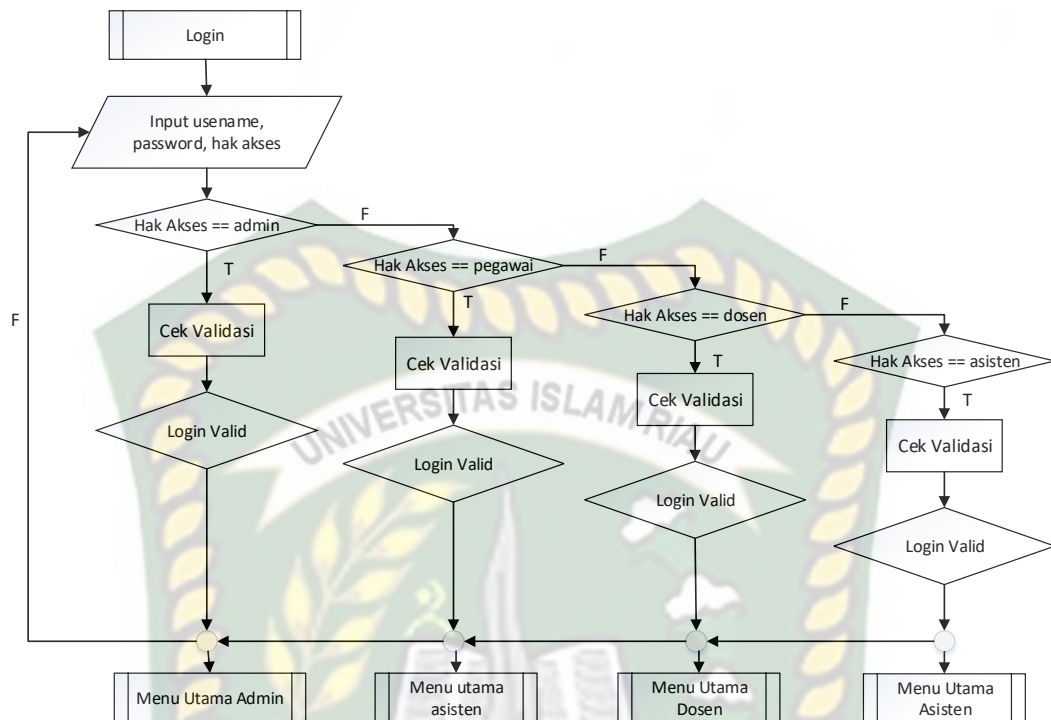 Login
Input usename,
password, hak akses
Hak Akses == admin
F
Hak Akses == pegawai
F
Hak Akses == dosen
F
Hak Akses == asisten
T
T
T
T
F
Cek Validasi
Cek Validasi
Cek Validasi
Cek Validasi
Login Valid
Login Valid
Login Valid
Login Valid
UNIVERSITAS ISLAM RIAU
Menu Utama Admin
Menu utama
asisten
Menu Utama
Dosen
Menu Utama
Asisten